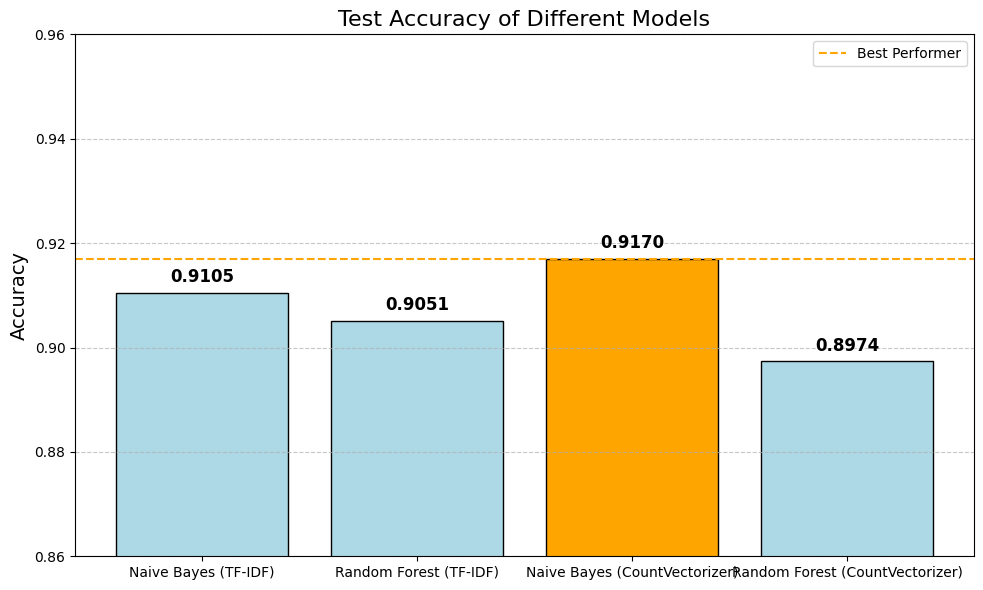 Test Accuracy of Different Models
0.96
Best Performer
0.94
0.92
0.9170
0.9105
0.9051
Accuracy
0.90
0.8974
0.88
0.86
Naive Bayes (TF-IDF)
Random Forest (TF-IDF)
Naive Bayes (CountVectorizer)
Random Forest (CountVectorizer)